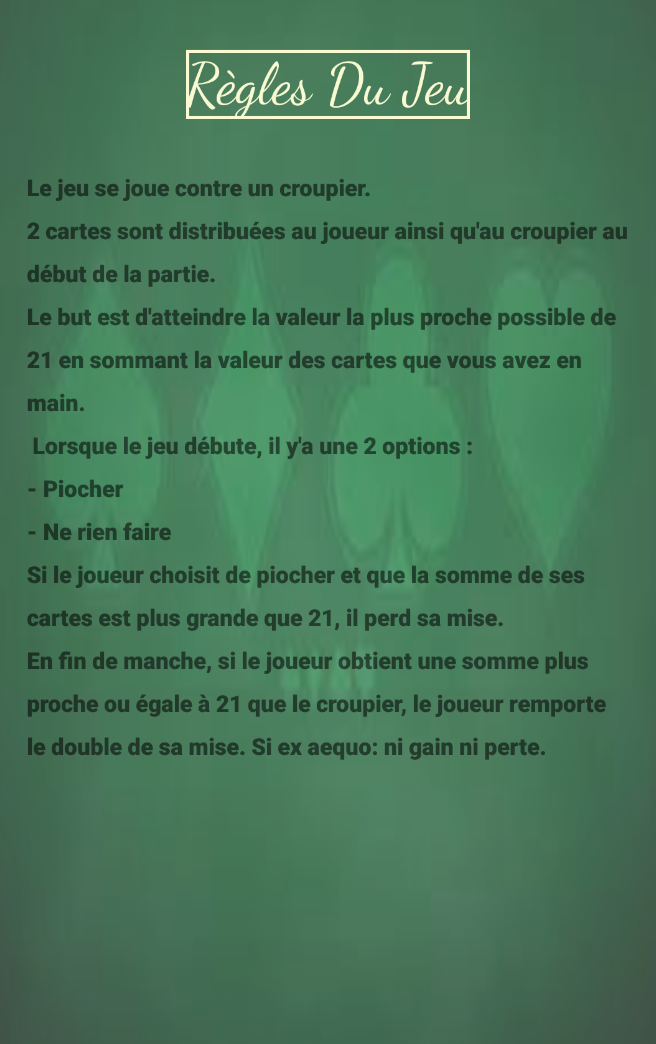 Règles Du Jeu
Le jeu se joue contre un croupier.
2 cartes sont distribuées au joueur ainsi qu'au croupier au
début de la partie.
Le but est d'atteindre la valeur la plus proche possible de
21 en sommant la valeur des cartes que vous avez en
main.
Lorsque le jeu débute, il y'a une 2 options :
- Piocher
- Ne rien faire
Si le joueur choisit de piocher et que la somme de ses
cartes est plus grande que 21, il perd sa mise.
En fin de manche, si le joueur obtient une somme plus
proche ou égale à 21 que le croupier, le joueur remporte
le double de sa mise. Si ex aequo: ni gain ni perte.